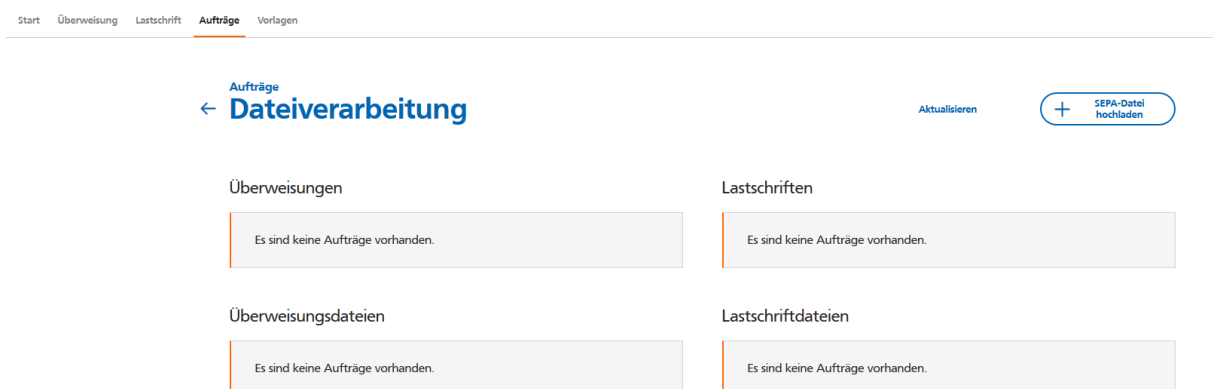 Start Überweisung Lastschrift Aufträge Vorlagen
Aufträge
Dateiverarbeitung
Aktualisieren
SEPA-Datei
hochladen
Überweisungen
Es sind keine Aufträge vorhanden.
Lastschriften
Es sind keine Aufträge vorhanden.
Überweisungsdateien
Es sind keine Aufträge vorhanden.
Lastschriftdateien
Es sind keine Aufträge vorhanden.